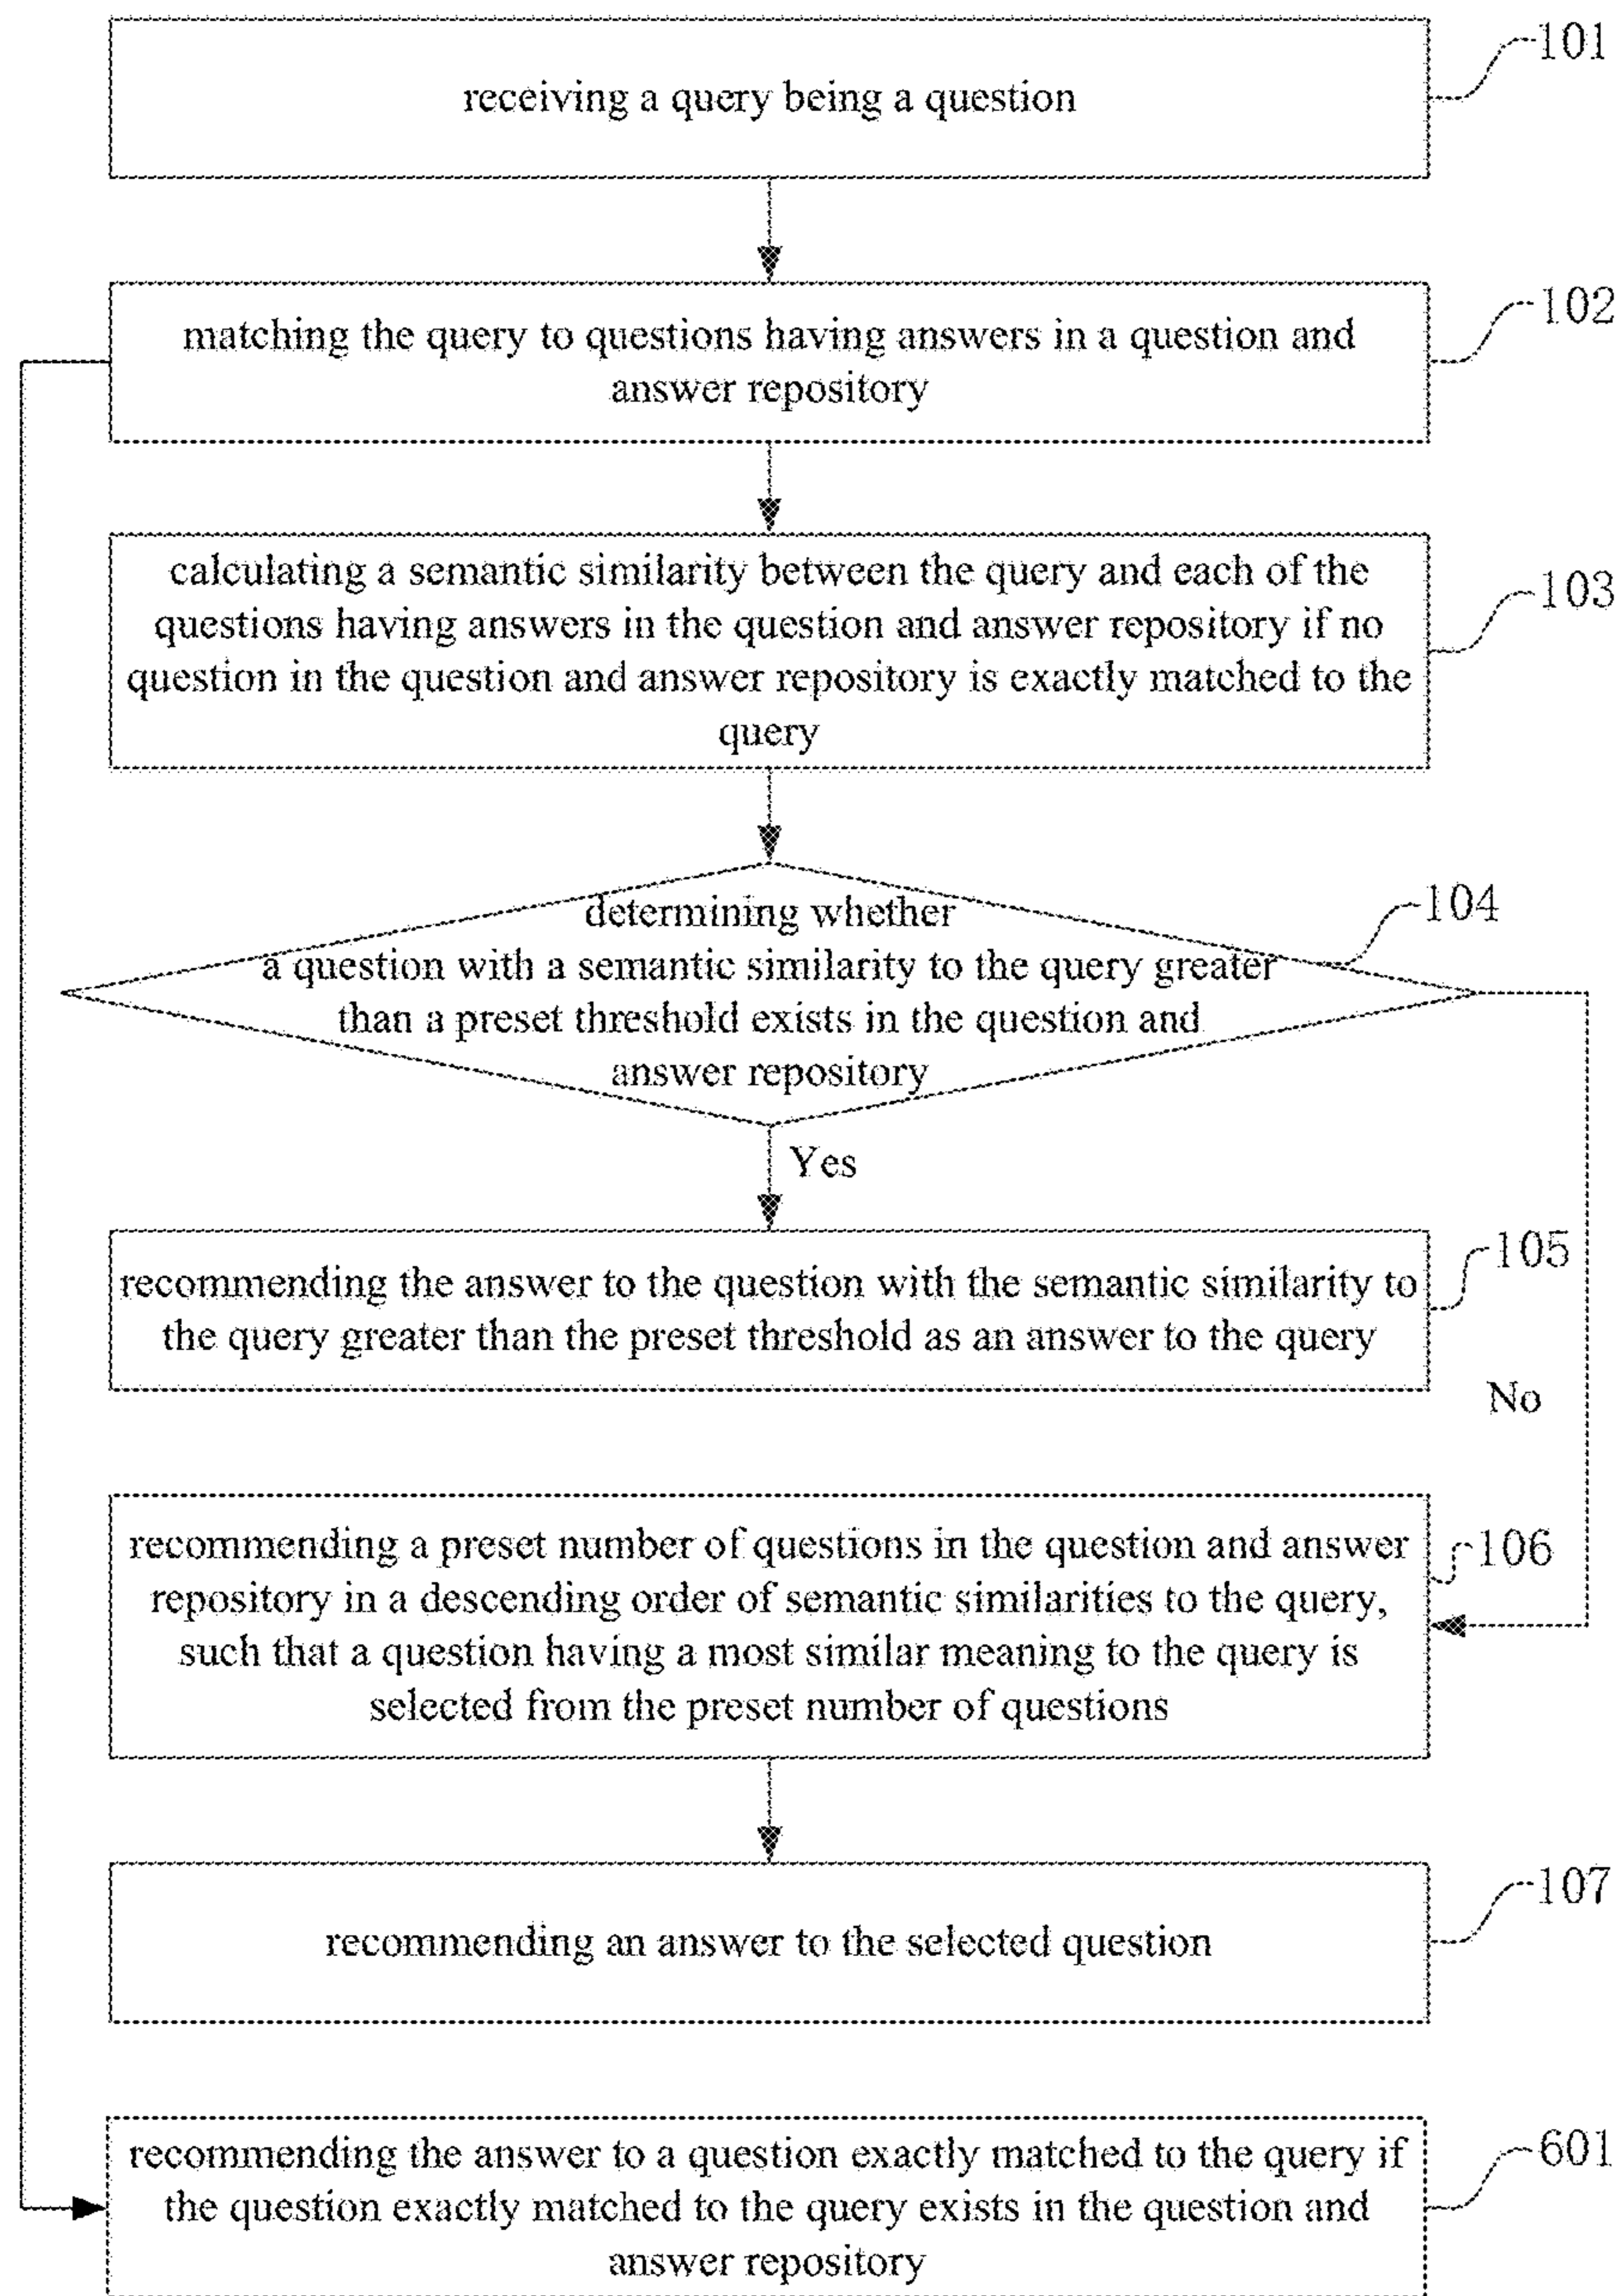 101
receiving a query being a question
102
matching the query to questions having answers in a question and
answer repository
103
calculating a semantic similarity between the query and each of the
questions having answers in the question and answer repository if no
question in the question and answer repository is exactly matched to the
query
104
determining whether
a question with a semantic similarity to the query greater
than a preset threshold exists in the question and
answer repository
Yes
105
recommending the answer to the question with the semantic similarity to
the query greater than the preset threshold as an answer to the query
No
106
recommending a preset number of questions in the question and answer
repository in a descending order of semantic similarities to the query,
such that a question having a most similar meaning to the query is
selected from the preset number of questions
107
recommending an answer to the selected question
601
recommending the answer to a question exactly matched to the query if
the question exactly matched to the query exists in the question and
answer repository